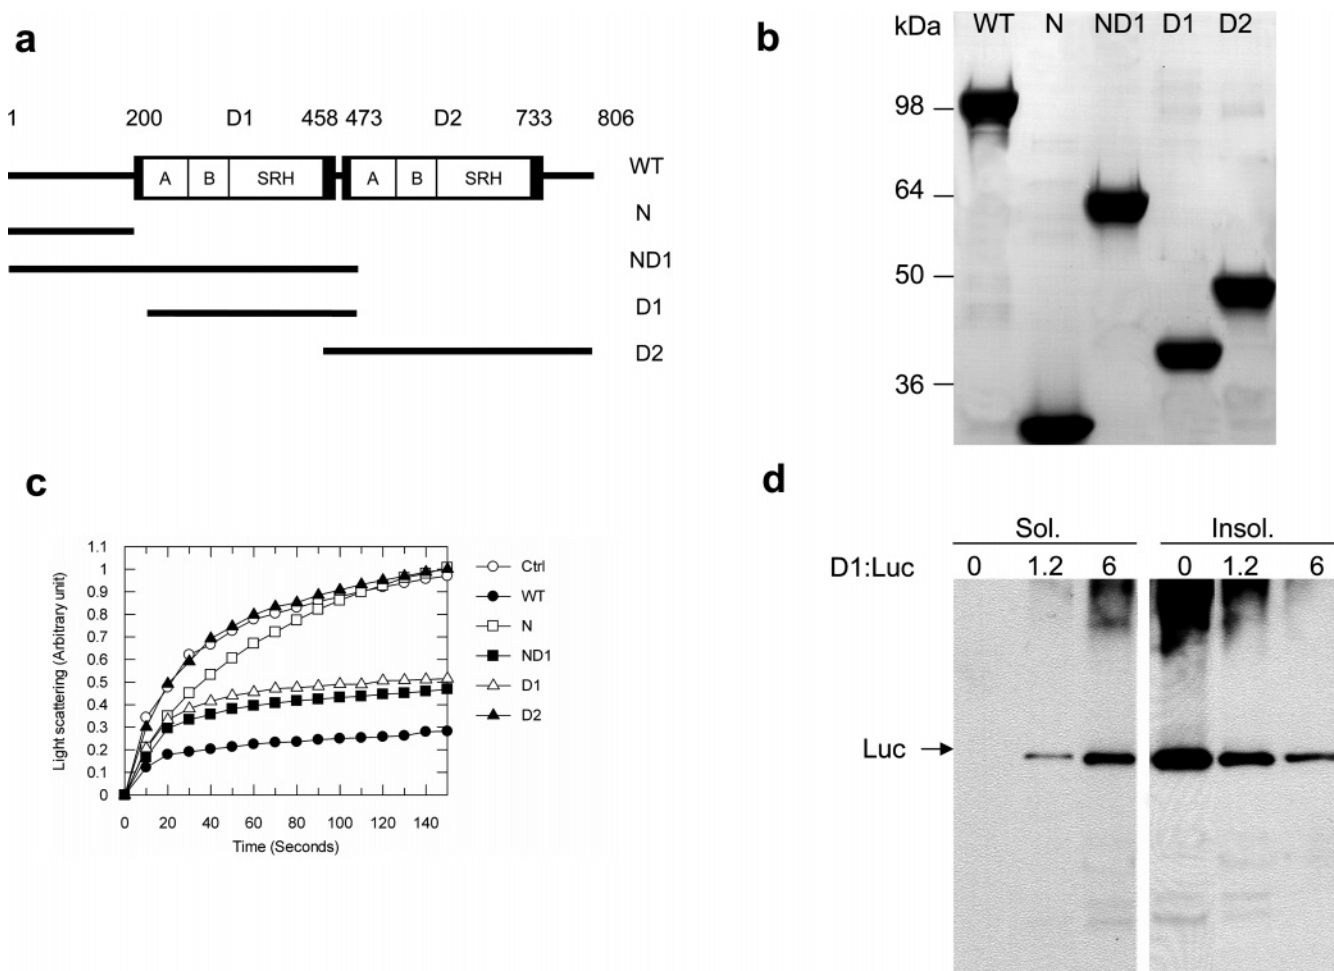 a
1 200 D1 458 473 D2 733 806
A B SRH A B SRH WT
N
ND1
D1
D2
b
kDa WT N ND1 D1 D2
98
64
50
36
c
1.1
1
0.9
0.8
0.7
0.6
0.5
0.4
0.3
0.2
0.1
0
Light scattering (Arbitrary unit)
0 20 40 60 80 100 120 140
Time (Seconds)
Ctrl
WT
N
ND1
D1
D2
d
Sol. Insol.
D1:Luc 0 1.2 6 0 1.2 6
Luc